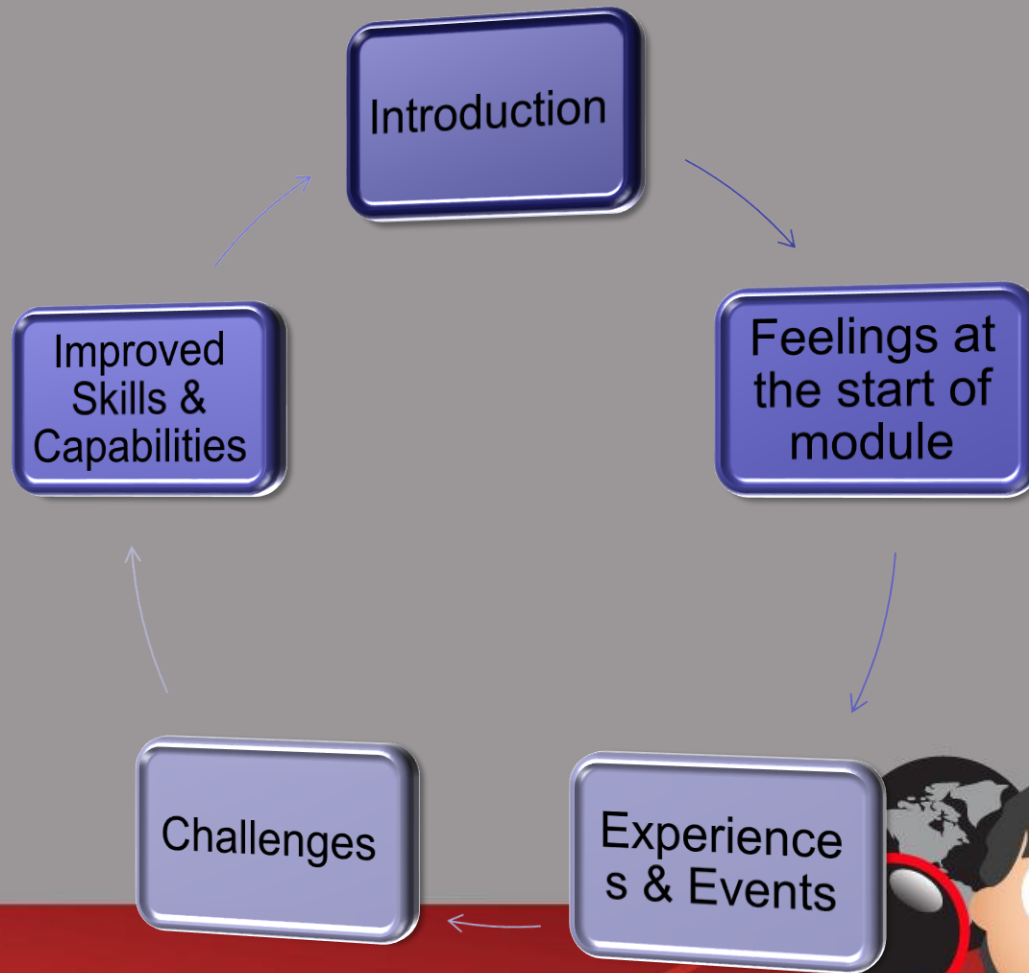 Introduction
Feelings at
the start of
module
Experience
s & Events
Challenges
Improved
Skills &
Capabilities